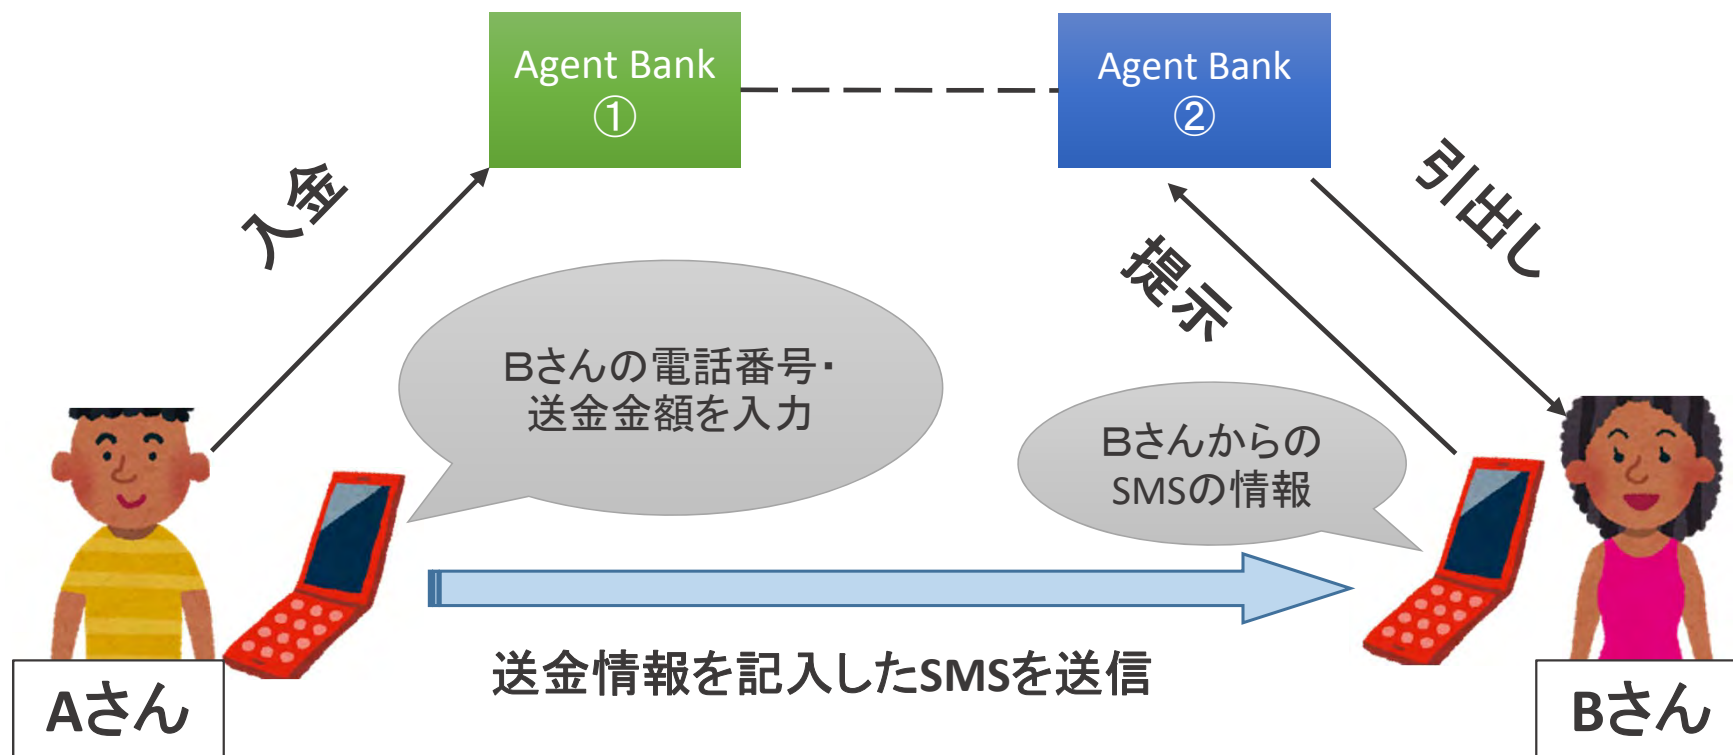 Agent Bank
①
Agent Bank
②
入金
引出し
提示
Bさんの電話番号・
送金金額を入力
Bさんからの
SMSの情報
送金情報を記入したSMSを送信
Aさん
Bさん